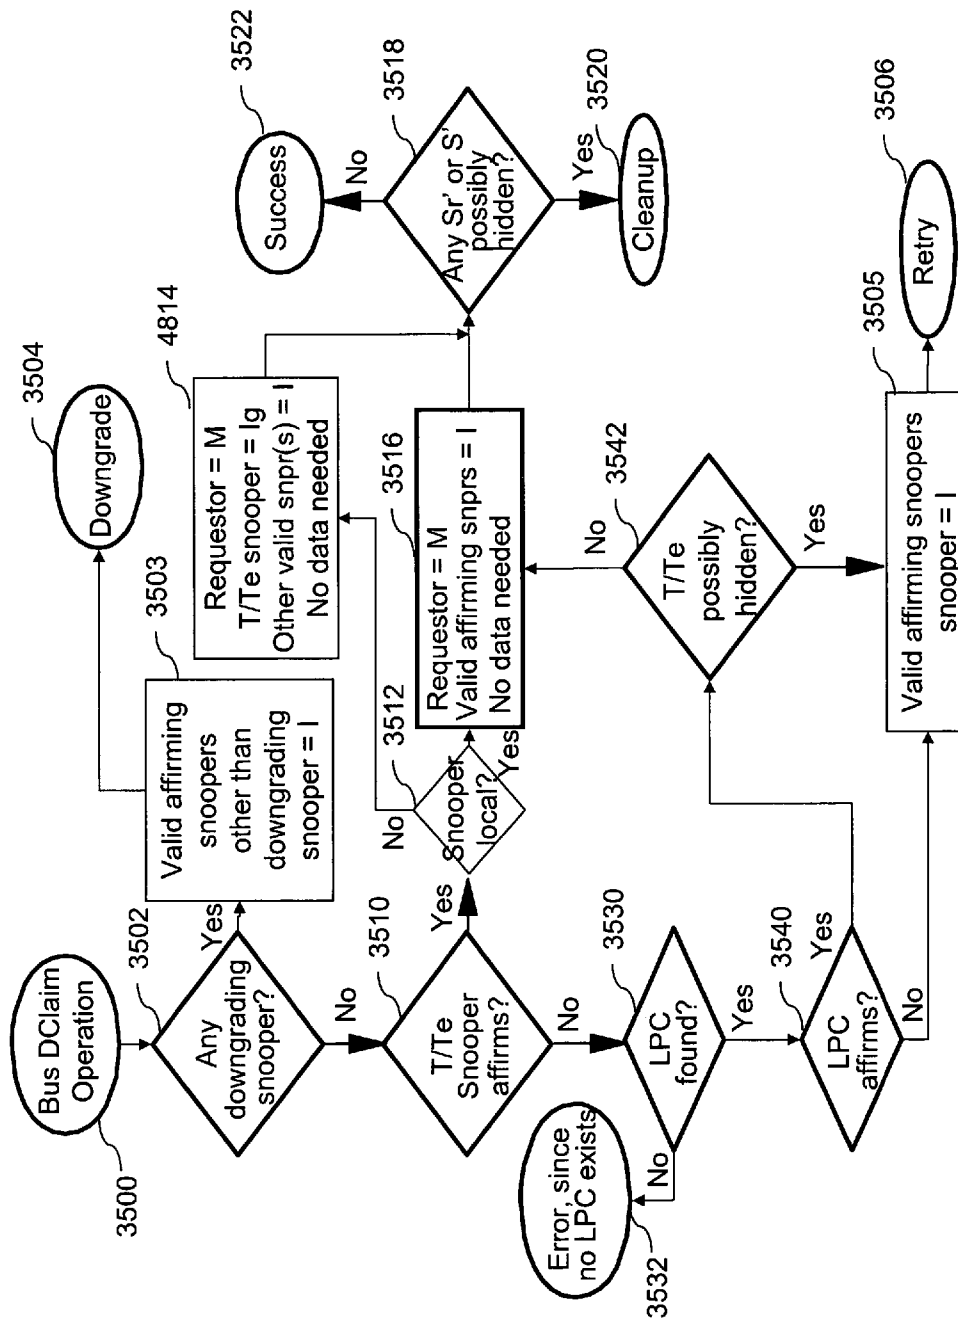 Bus DClaim
Operation
3500
Any
downgrading
snooper?
3502
Yes
No
Valid affirming
snoopers
other than
downgrading
snooper = I
3503
Downgrade
3504
T/Te
Snooper
affirms?
3510
Yes
No
Snooper
local?
3512
No
Yes
Requestor = M
T/Te snooper = Ig
Other valid snpr(s) = I
No data needed
4814
Requestor = M
Valid affirming snprs = I
No data needed
3516
Any Sr' or S'
possibly
hidden?
3518
No
Yes
Success
3522
Cleanup
3520
LPC
found?
3530
No
Yes
Error, since
no LPC exists
3532
LPC
affirms?
3540
Yes
No
T/Te
possibly
hidden?
3542
No
Yes
Valid affirming snoopers
snooper = I
3505
Retry
3506